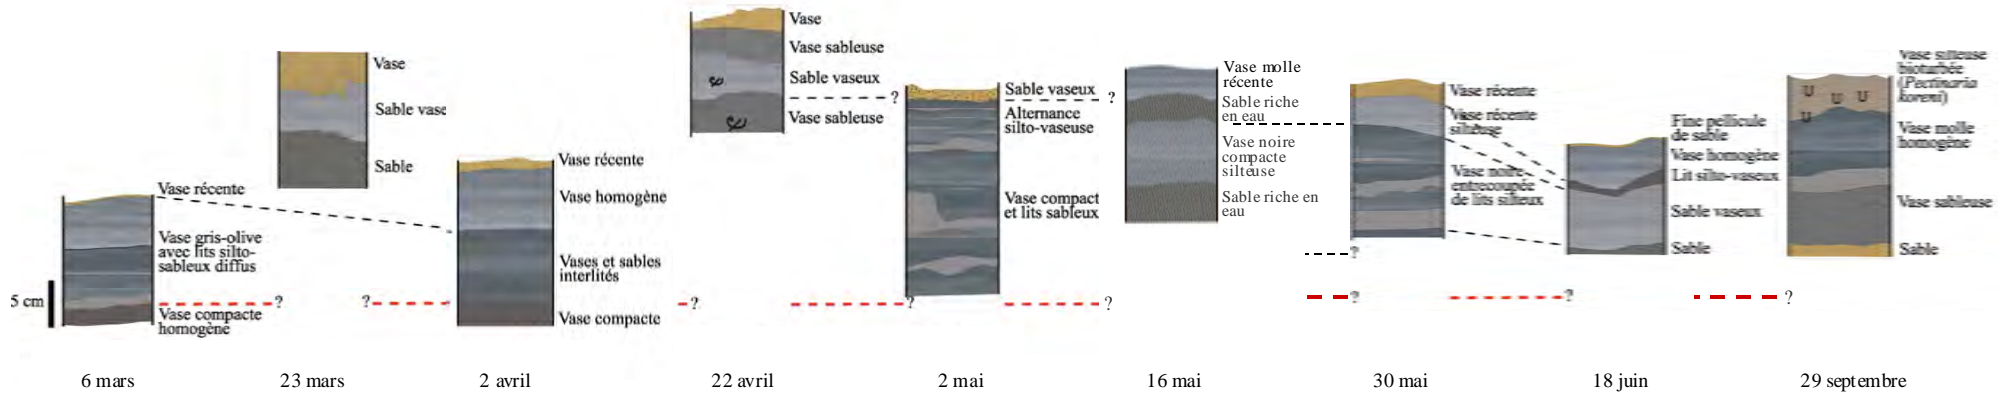 5 cm
Vase récente
Vase gris-olive
avec lits silto-
sableux diffus
?
Vase compacte
homogène
6 mars
Vase
Sable vase
Sable
?
23 mars
Vase récente
Vase homogène
Vases et sables
interlités
Vase compacte
2 avril
Vase
Vase sableuse
Sable vaseux
?
Vase sableuse
?
22 avril
Sable vaseux
?
Alternance
silto-vaseuse
Vase compact
et lits sableux
?
?
2 mai
Vase molle
récente
Sable riche
en eau
Vase noire
compacte
silteuse
Sable riche en
eau
16 mai
Vase récente
Vase récente
silteuse
Vase noire
entrecoupée
de lits silteux
?
?
?
30 mai
Fine pellicule
de sable
Vase homogène
Lit silto-vaseux
Sable vaseux
Sable
18 juin
Vase silteuse
bioturbée
(Pectinaria
koreni)
U U U
U
Vase molle
homogène
Vase sableuse
Sable
?
29 septembre